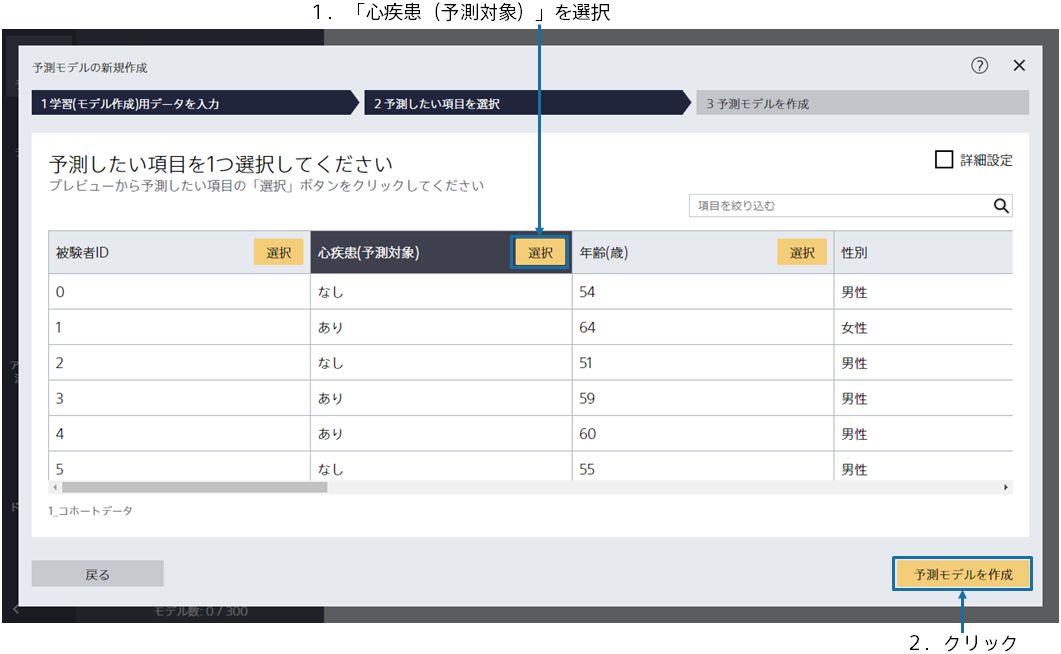 1．「心疾患（予測対象）」を選択
予測モデルの新規作成
1 学習(モデル作成)用データを入力 2 予測したい項目を選択 3 予測モデルを作成
予測したい項目を1つ選択してください
詳細設定
プレビューから予測したい項目の「選択」ボタンをクリックしてください
項目を絞り込む
被験者ID 選択 心疾患(予測対象) 選択 年齢(歳) 選択 性別
0 なし 54 男性
1 あり 64 女性
2 なし 51 男性
3 あり 59 男性
4 あり 60 男性
5 なし 55 男性
1_コホートデータ
戻る 予測モデルを作成
モデル数: 0 / 300
2．クリック